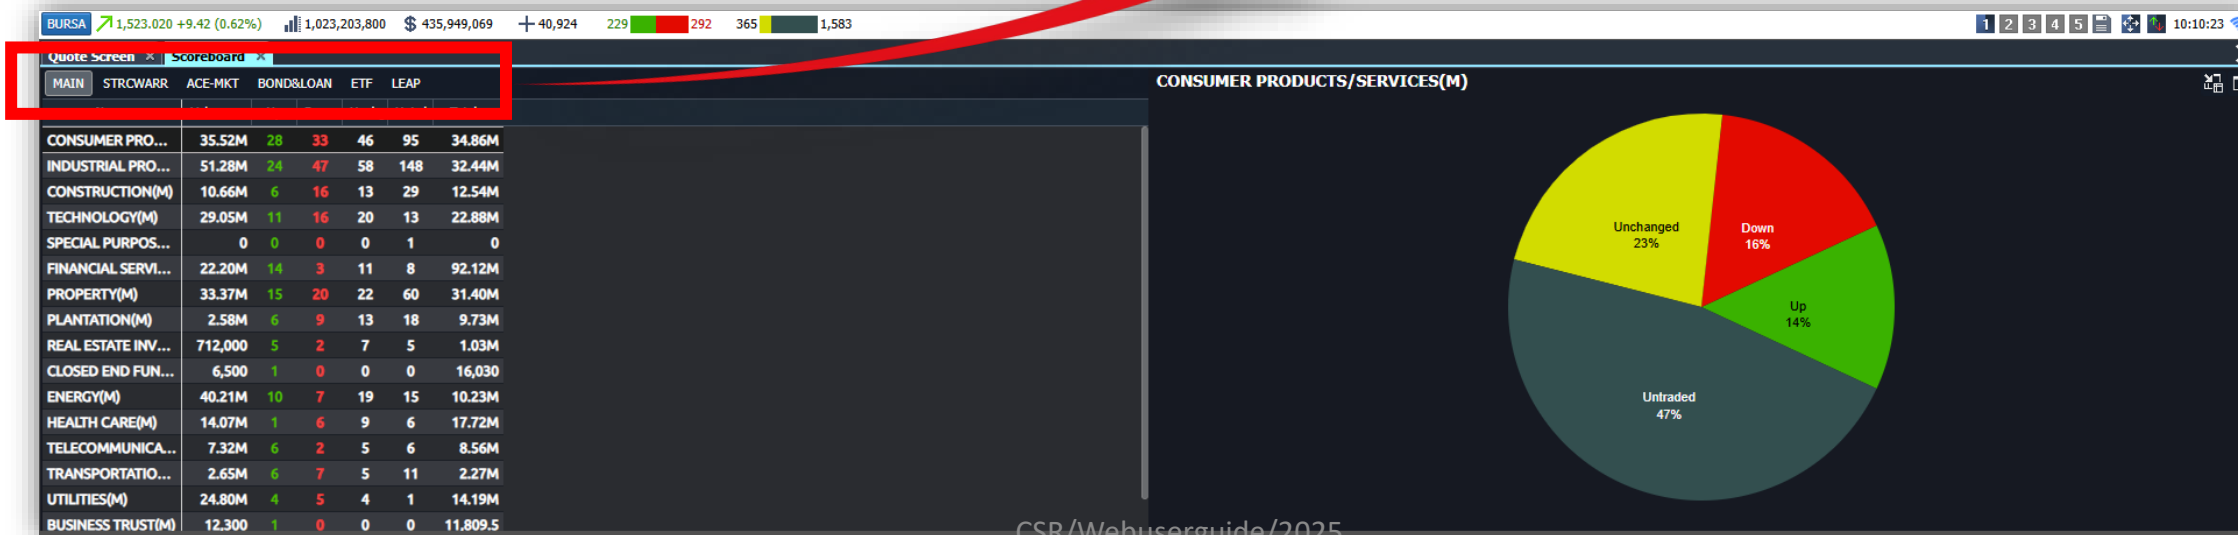 BURSA 1,523.020 +9.42 (0.62%) 1,023,203,800 $ 435,949,069 + 40,924 229 292 365 1,583 1 2 3 4 5 10:10:23
Quote Screen × Scoreboard ×
MAIN STRCWARR ACE-MKT BOND&LOAN ETF LEAP
CONSUMER PRO... 35.52M 28 33 46 95 34.86M
INDUSTRIAL PRO... 51.28M 24 47 58 148 32.44M
CONSTRUCTION(M) 10.66M 6 16 13 29 12.54M
TECHNOLOGY(M) 29.05M 11 16 20 13 22.88M
SPECIAL PURPOS... 0 0 0 0 1 0
FINANCIAL SERVI... 22.20M 14 3 11 8 92.12M
PROPERTY(M) 33.37M 15 20 22 60 31.40M
PLANTATION(M) 2.58M 6 9 13 18 9.73M
REAL ESTATE INV... 712,000 5 2 7 5 1.03M
CLOSED END FUN... 6,500 1 0 0 0 16,030
ENERGY(M) 40.21M 10 7 19 15 10.23M
HEALTH CARE(M) 14.07M 1 6 9 6 17.72M
TELECOMMUNICA... 7.32M 6 2 5 6 8.56M
TRANSPORTATIO... 2.65M 6 7 5 11 2.27M
UTILITIES(M) 24.80M 4 5 4 1 14.19M
BUSINESS TRUST(M) 12,300 1 0 0 0 11,809.5
CONSUMER PRODUCTS/SERVICES(M)
Unchanged
23%
Down
16%
Up
14%
Untraded
47%
CSR/Webuserguide/2025